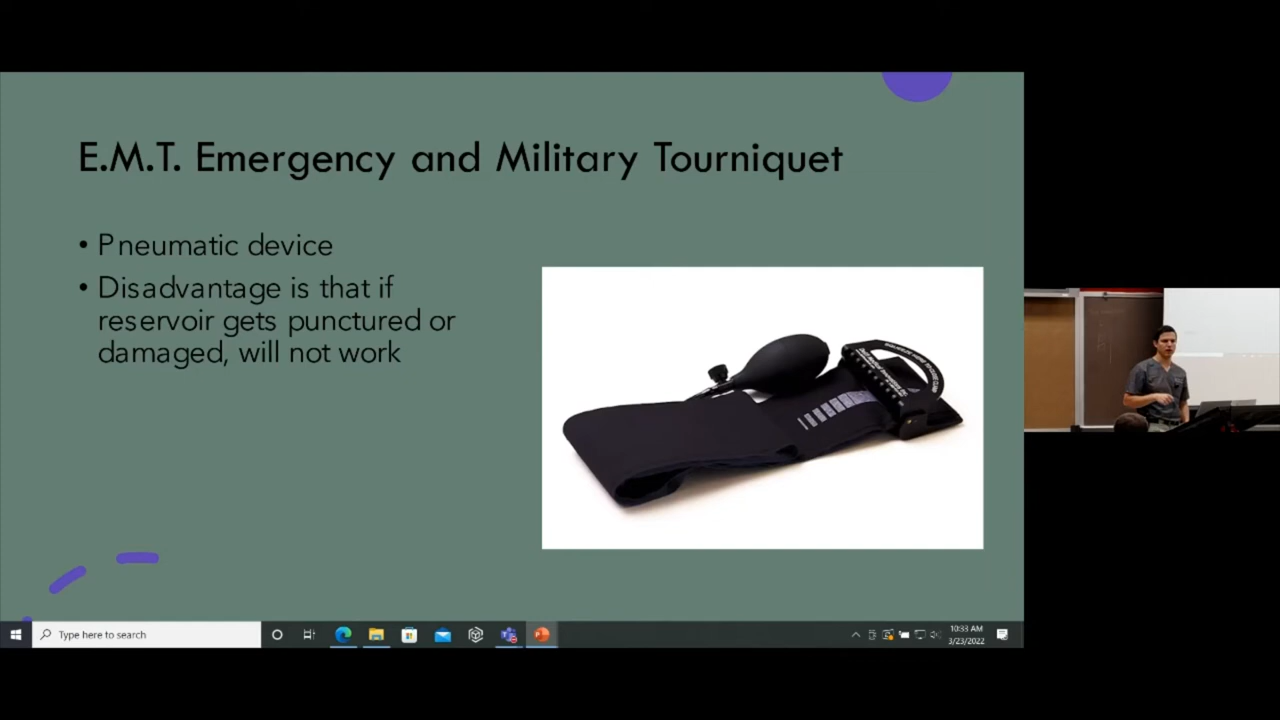 E.M.T. Emergency and Military Tourniquet
• Pneumatic device
• Disadvantage is that if
reservoir gets punctured or
damaged, will not work
Type here to search
10:33 AM
3/23/2022